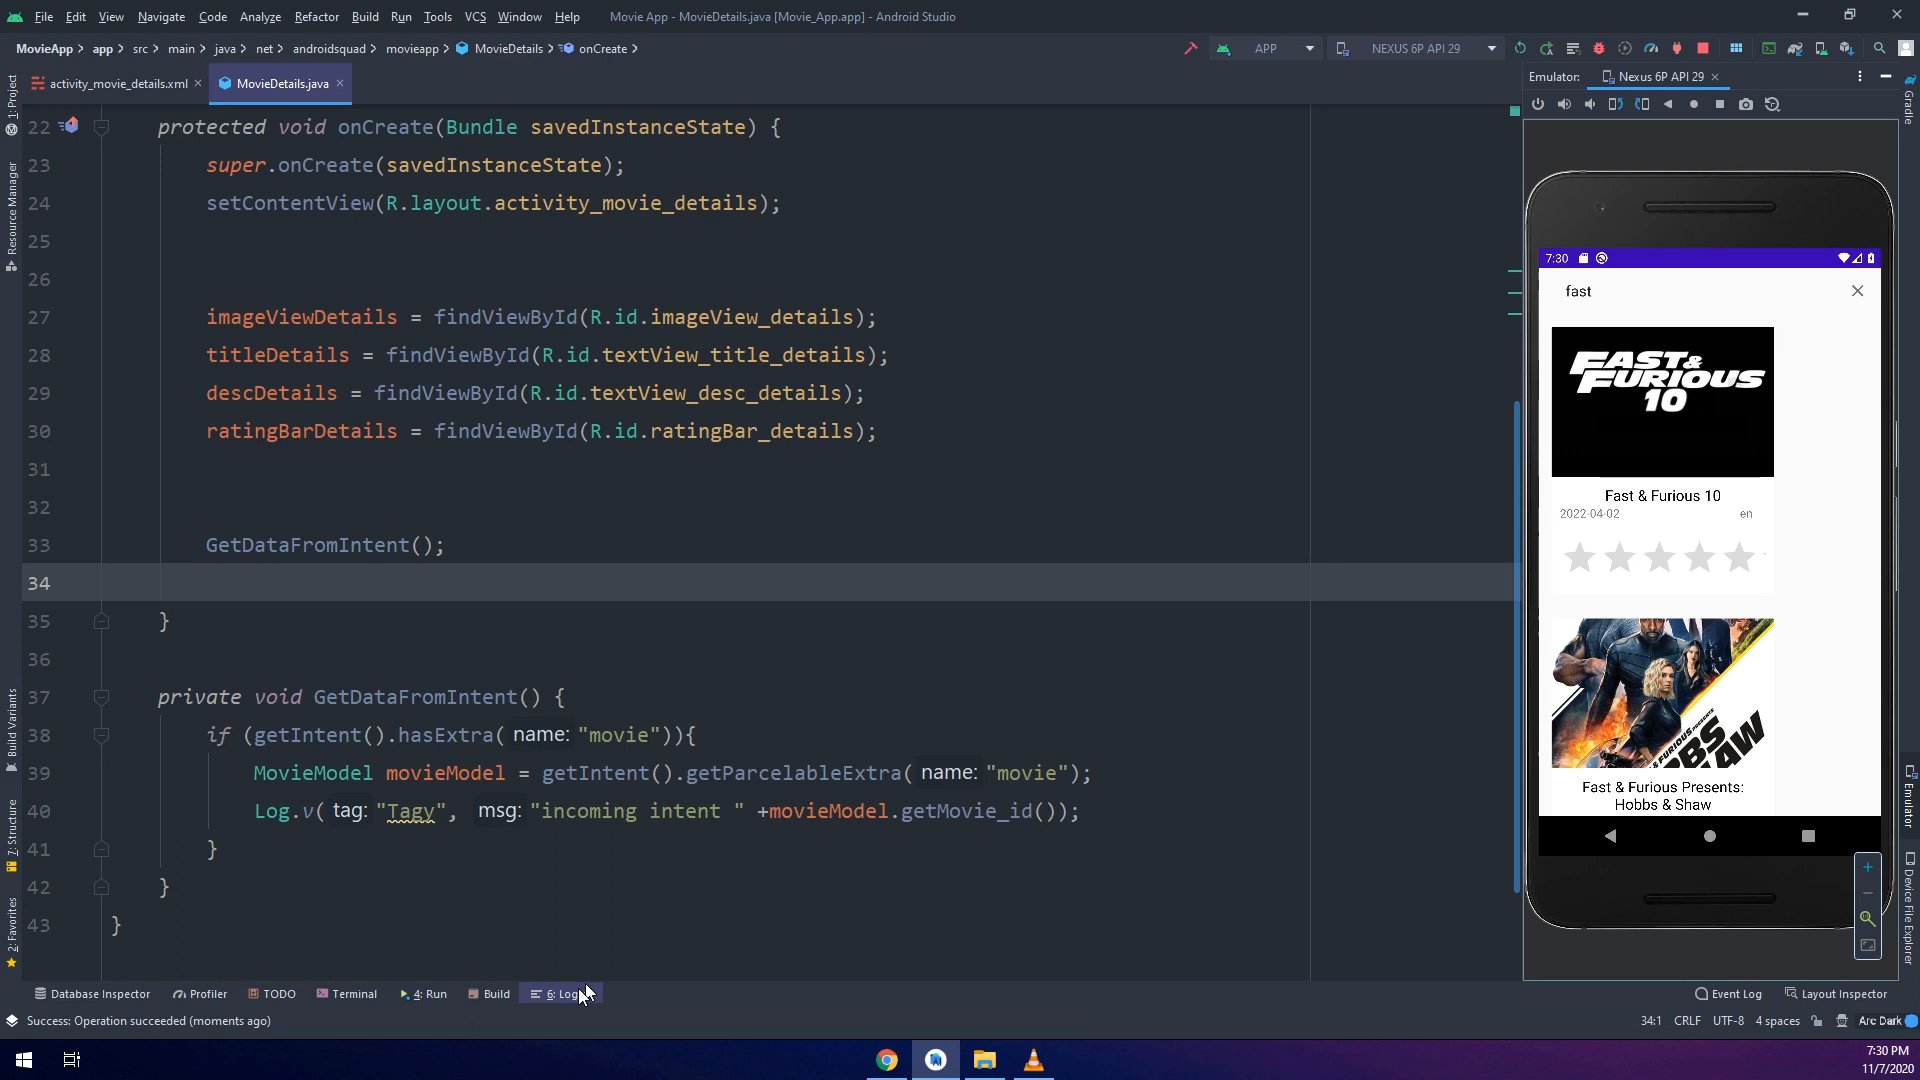 File Edit View Navigate Code Analyze Refactor Build Run Tools VCS Window Help Movie App - MovieDetails.java [Movie_App.app] - Android Studio
MovieApp app src main java net androidsquad movieapp MovieDetails onCreate APP NEXUS 6P API 29
activity_movie_details.xml MovieDetails.java Emulator: Nexus 6P API 29
1: Project
Resource Manager
Build Variants
7: Structure
2: Favorites
22 protected void onCreate(Bundle savedInstanceState) {
23 super.onCreate(savedInstanceState);
24 setContentView(R.layout.activity_movie_details);
25
26
27 imageViewDetails = findViewById(R.id.imageView_details);
28 titleDetails = findViewById(R.id.textView_title_details);
29 descDetails = findViewById(R.id.textView_desc_details);
30 ratingBarDetails = findViewById(R.id.ratingBar_details);
31
32
33 GetDataFromIntent();
34
35 }
36
37 private void GetDataFromIntent() {
38 if (getIntent().hasExtra( name: "movie")){
39 MovieModel movieModel = getIntent().getParcelableExtra( name: "movie");
40 Log.v( tag: "Tagy", msg: "incoming intent " +movieModel.getMovie_id());
41 }
42 }
43 }
7:30
fast
FAST &
FURIOUS
10
Fast & Furious 10
2022-04-02 en
FURIOUS PRESENTS
HOBBS
SHAW
Fast & Furious Presents:
Hobbs & Shaw
Gradle
Emulator
Device File Explorer
Database Inspector Profiler TODO Terminal 4: Run Build 6: Log Event Log Layout Inspector
Success: Operation succeeded (moments ago) 34:1 CRLF UTF-8 4 spaces Arc Dark
7:30 PM
11/7/2020